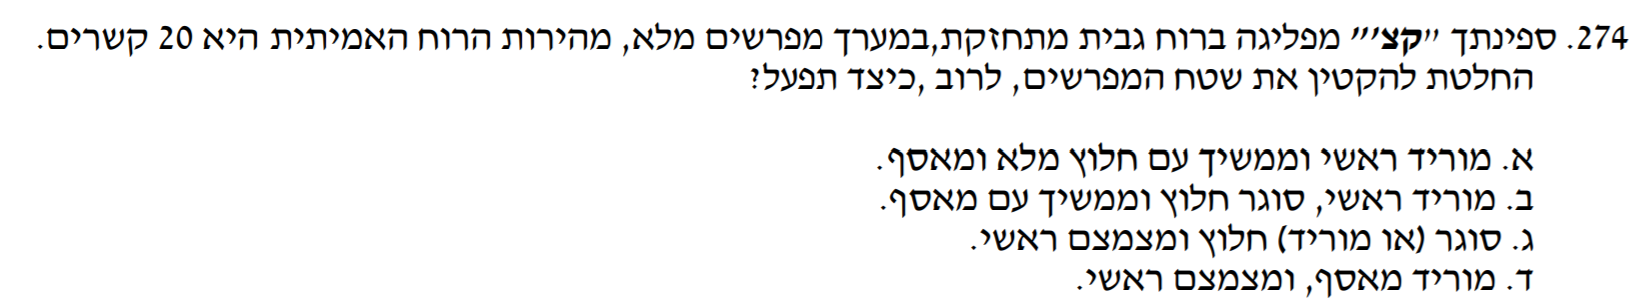 274. ספינתך "קצ'" מפליגה ברוח גבית מתחזקת,במערך מפרשים מלא, מהירות הרוח האמיתית היא 20 קשרים.
החלטת להקטין את שטח המפרשים, לרוב ,כיצד תפעל?
א. מוריד ראשי וממשיך עם חלוץ מלא ומאסף.
ב. מוריד ראשי, סוגר חלוץ וממשיך עם מאסף.
ג. סוגר (או מוריד) חלוץ ומצמצם ראשי.
ד. מוריד מאסף, ומצמצם ראשי.